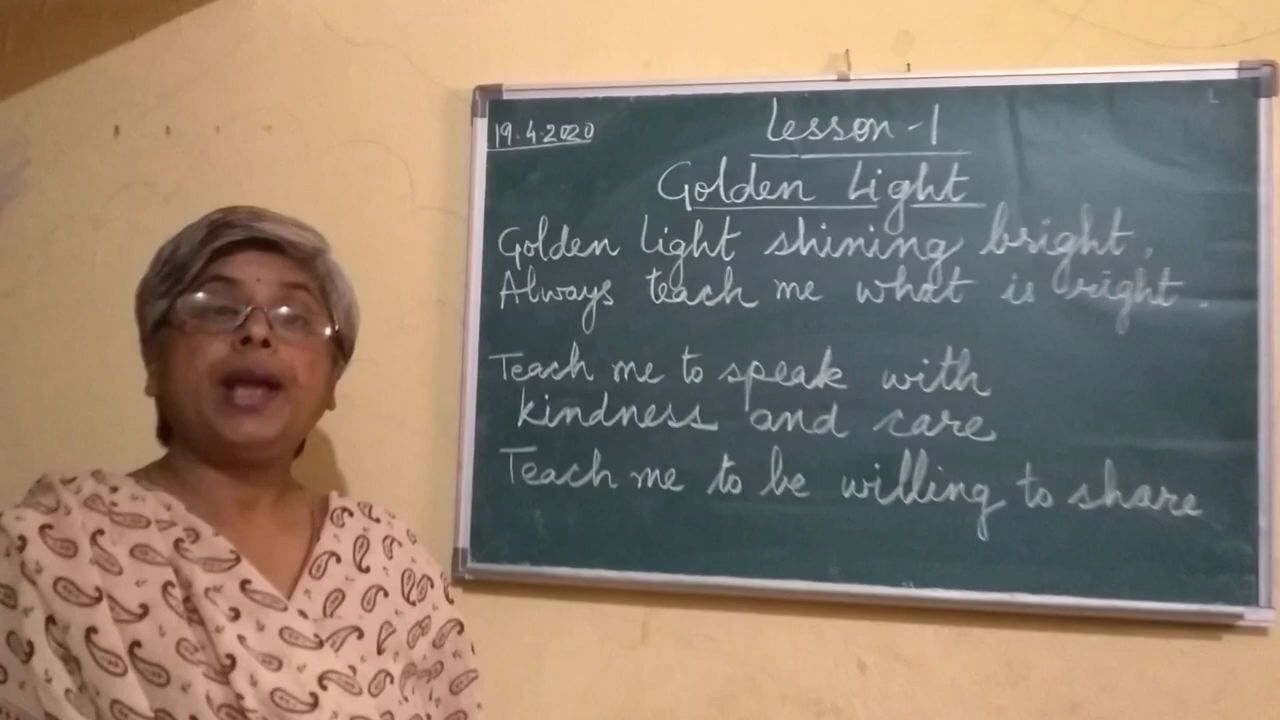 19.4.2020
Lesson-1
Golden Light
Golden light shining bright,
Always teach me what is right.
Teach me to speak with
kindness and care
Teach me to be willing to share